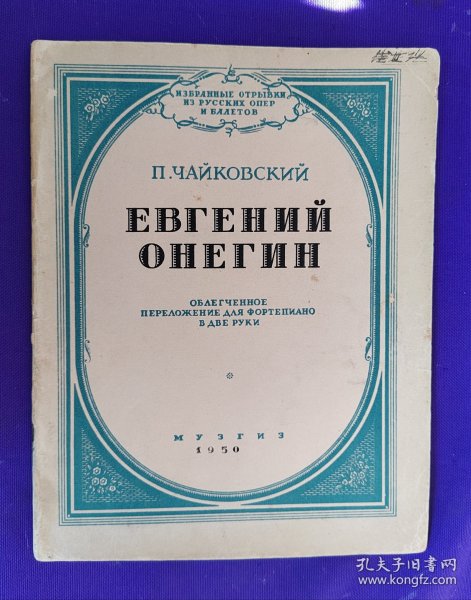 ИЗБРАННЫЕ ОТРЫВКИ
ИЗ РУССКИХ ОПЕР
И БАЛЕТОВ
П. ЧАЙКОВСКИЙ
ЕВГЕНИЙ
ОНЕГИН
ОБЛЕГЧЕННОЕ
ПЕРЕЛОЖЕНИЕ ДЛЯ ФОРТЕПИАНО
В ДВЕ РУКИ
МУЗГИЗ
1950
孔夫子旧书网
www.kongfz.com